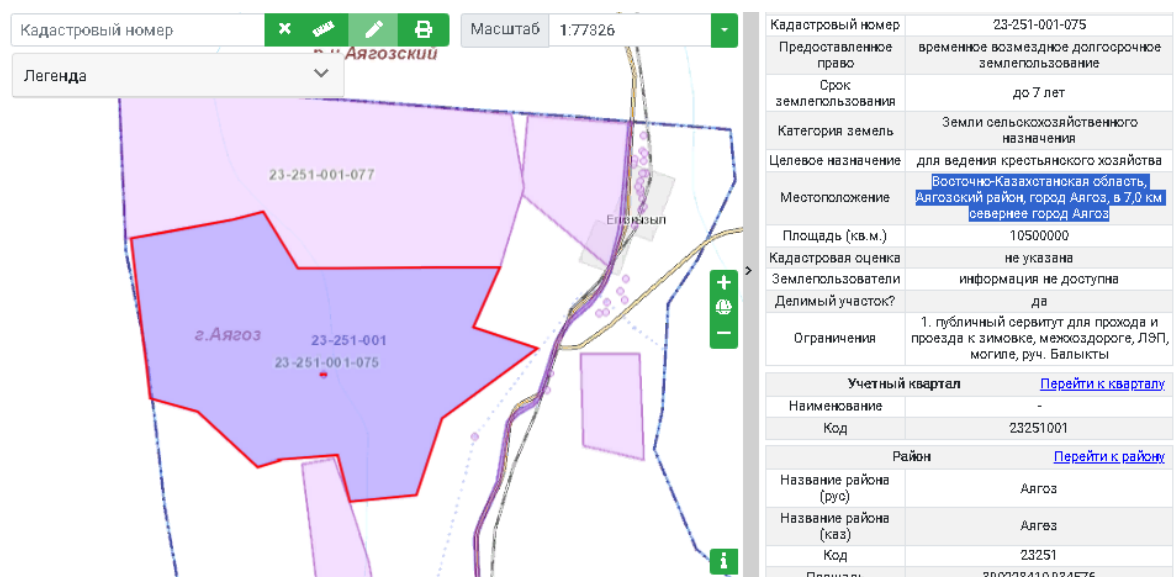 Кадастровый номер
Масштаб 1:77326
р-н Аягозский
Легенда
23-251-001-077
г.Аягоз
23-251-001
23-251-001-075
Кадастровый номер 23-251-001-075
Предоставленное право временное возмездное долгосрочное землепользование
Срок землепользования до 7 лет
Категория земель Земли сельскохозяйственного назначения
Целевое назначение для ведения крестьянского хозяйства
Местоположение Восточно-Казахстанская область, Аягозский район, город Аягоз, в 7,0 км севернее город Аягоз
Площадь (кв.м.) 10500000
Кадастровая оценка не указана
Землепользователи информация не доступна
Делимый участок? да
Ограничения 1. публичный сервитут для прохода и проезда к зимовке, межхоздороге, ЛЭП, могиле, руч. Балыкты
Учетный квартал Перейти к кварталу
Наименование -
Код 23251001
Район Перейти к району
Название района (рус) Аягоз
Название района (каз) Аягөз
Код 23251
Площадь